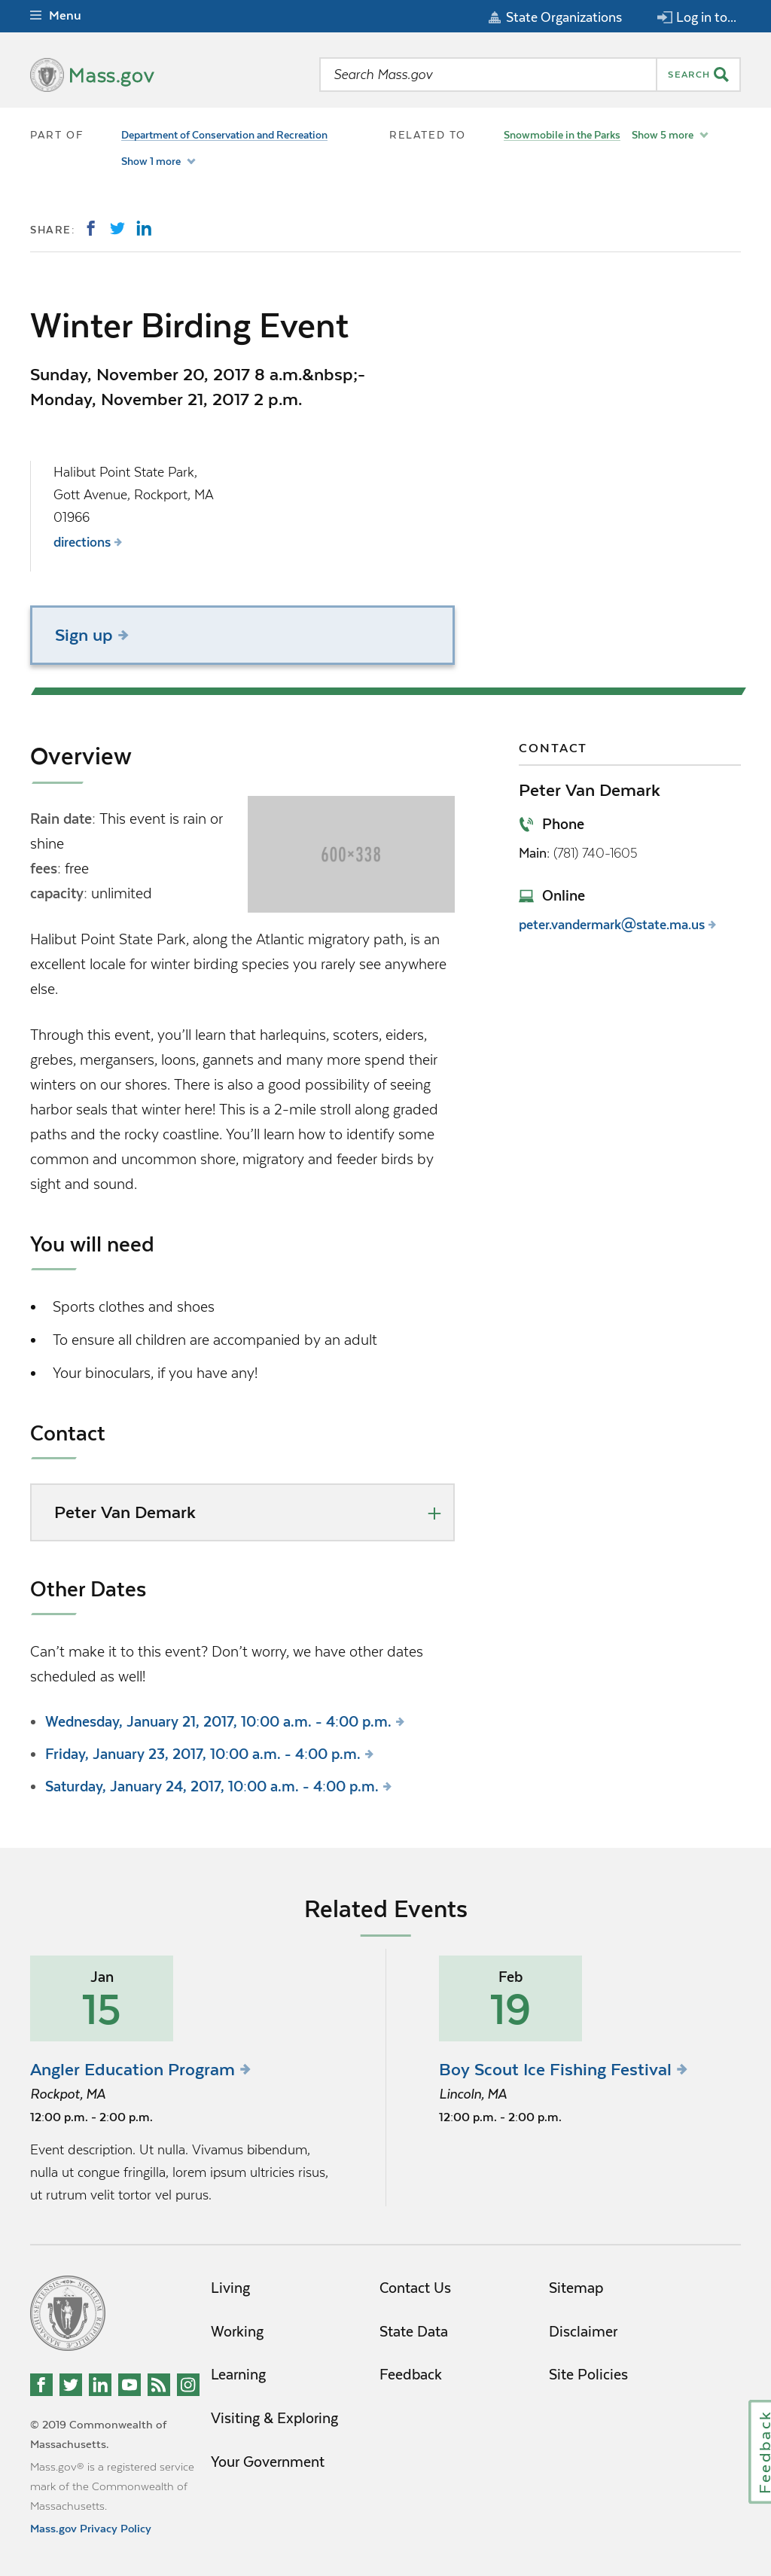 Menu
State Organizations
Log in to...
Mass.gov
Search Mass.gov
SEARCH
PART OF
Department of Conservation and Recreation
Show 1 more
RELATED TO
Snowmobile in the Parks
Show 5 more
SHARE:
Winter Birding Event
Sunday, November 20, 2017 8 a.m.&nbsp;-
Monday, November 21, 2017 2 p.m.
Halibut Point State Park,
Gott Avenue, Rockport, MA
01966
directions
Sign up
Overview
Rain date: This event is rain or
shine
fees: free
capacity: unlimited
600×338
Halibut Point State Park, along the Atlantic migratory path, is an
excellent locale for winter birding species you rarely see anywhere
else.
Through this event, you’ll learn that harlequins, scoters, eiders,
grebes, mergansers, loons, gannets and many more spend their
winters on our shores. There is also a good possibility of seeing
harbor seals that winter here! This is a 2-mile stroll along graded
paths and the rocky coastline. You’ll learn how to identify some
common and uncommon shore, migratory and feeder birds by
sight and sound.
You will need
• Sports clothes and shoes
• To ensure all children are accompanied by an adult
• Your binoculars, if you have any!
Contact
Peter Van Demark
Other Dates
Can’t make it to this event? Don’t worry, we have other dates
scheduled as well!
• Wednesday, January 21, 2017, 10:00 a.m. - 4:00 p.m.
• Friday, January 23, 2017, 10:00 a.m. - 4:00 p.m.
• Saturday, January 24, 2017, 10:00 a.m. - 4:00 p.m.
CONTACT
Peter Van Demark
Phone
Main: (781) 740-1605
Online
peter.vandermark@state.ma.us
Related Events
Jan
15
Angler Education Program
Rockpot, MA
12:00 p.m. - 2:00 p.m.
Event description. Ut nulla. Vivamus bibendum,
nulla ut congue fringilla, lorem ipsum ultricies risus,
ut rutrum velit tortor vel purus.
Feb
19
Boy Scout Ice Fishing Festival
Lincoln, MA
12:00 p.m. - 2:00 p.m.
Living
Working
Learning
Visiting & Exploring
Your Government
Contact Us
State Data
Feedback
Sitemap
Disclaimer
Site Policies
© 2019 Commonwealth of
Massachusetts.
Mass.gov® is a registered service
mark of the Commonwealth of
Massachusetts.
Mass.gov Privacy Policy
Feedback